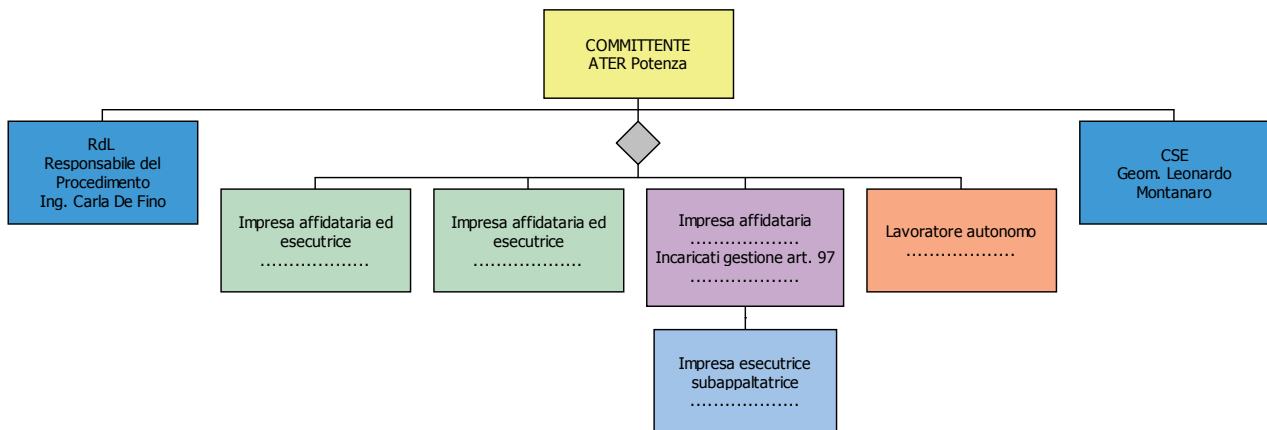 COMMITTENTE
ATER Potenza
RdL
Responsabile del
Procedimento
Ing. Carla De Fino
CSE
Geom. Leonardo
Montanaro
Impresa affidataria ed
esecutrice
...................
Impresa affidataria ed
esecutrice
...................
Impresa affidataria
...................
Incaricati gestione art. 97
...................
Lavoratore autonomo
...................
Impresa esecutrice
subappaltatrice
...................